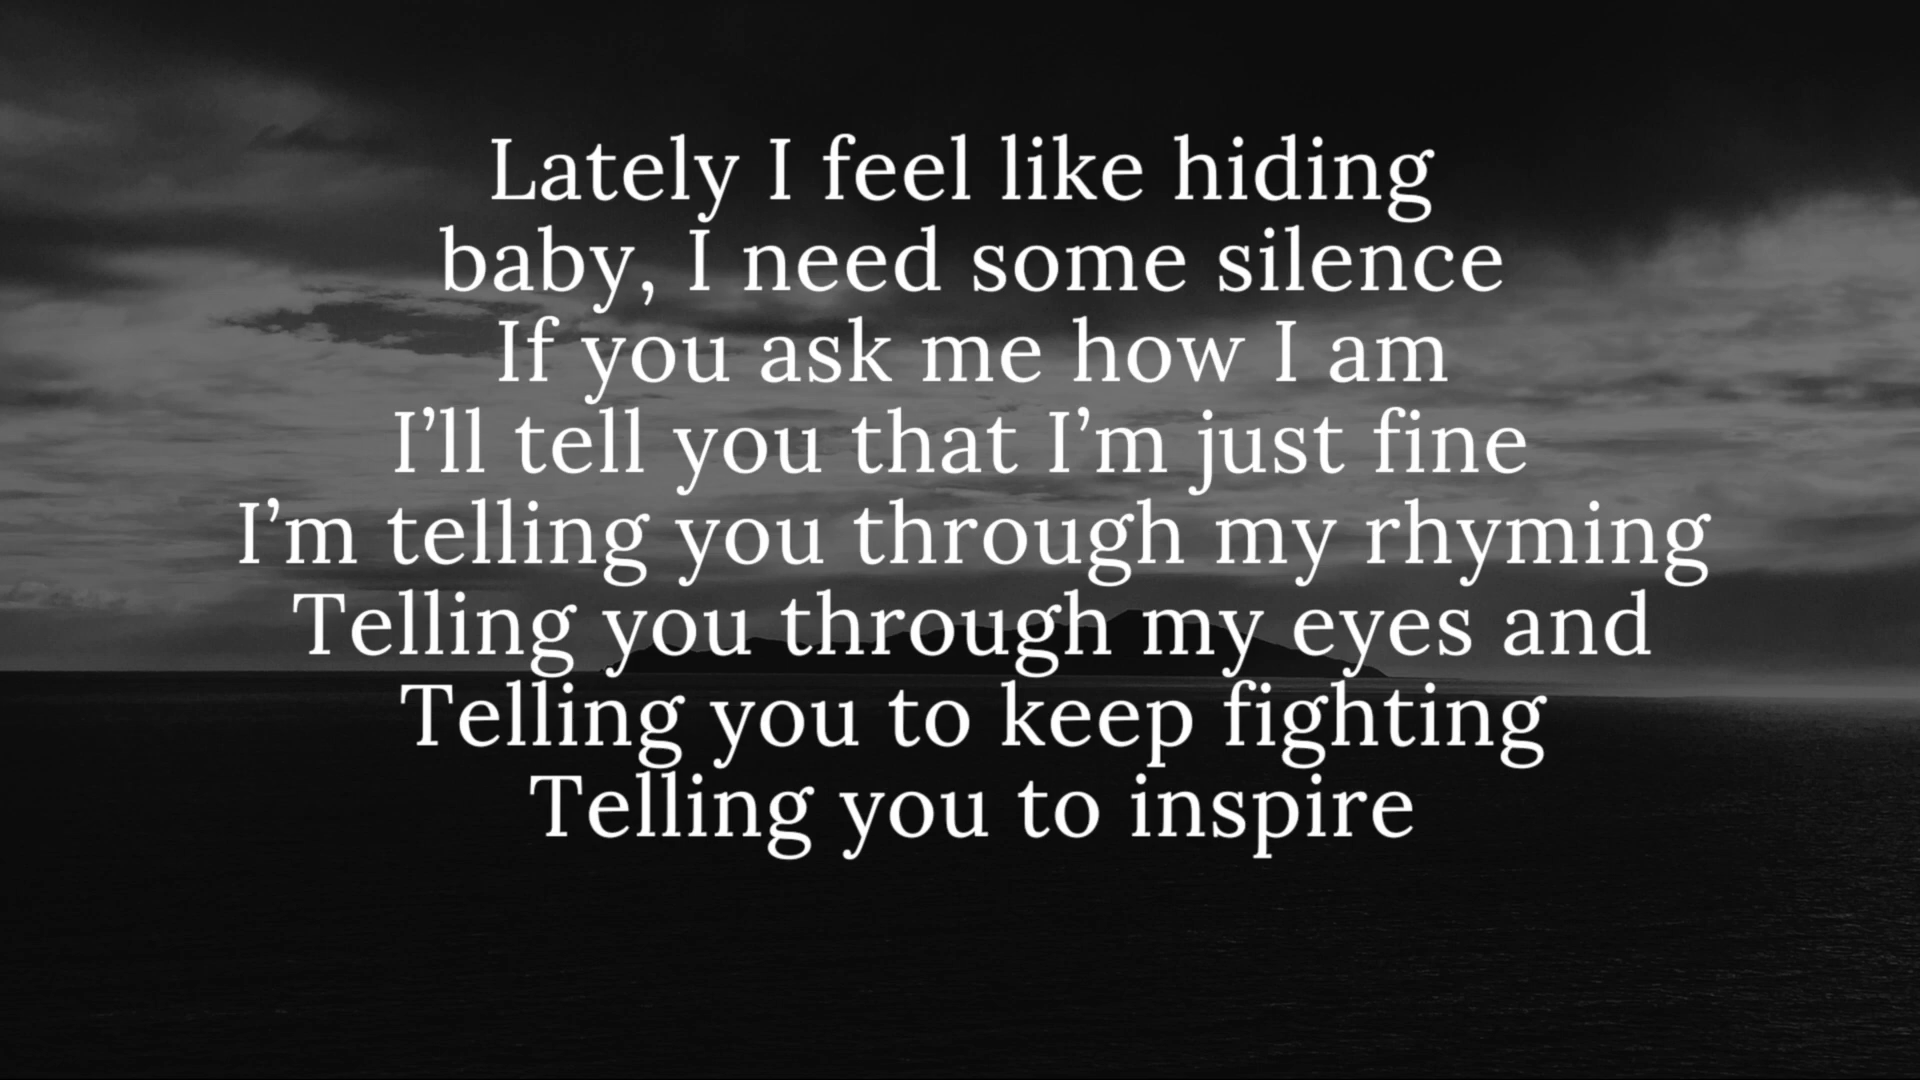 Lately I feel like hiding
baby, I need some silence
If you ask me how I am
I’ll tell you that I’m just fine
I’m telling you through my rhyming
Telling you through my eyes and
Telling you to keep fighting
Telling you to inspire